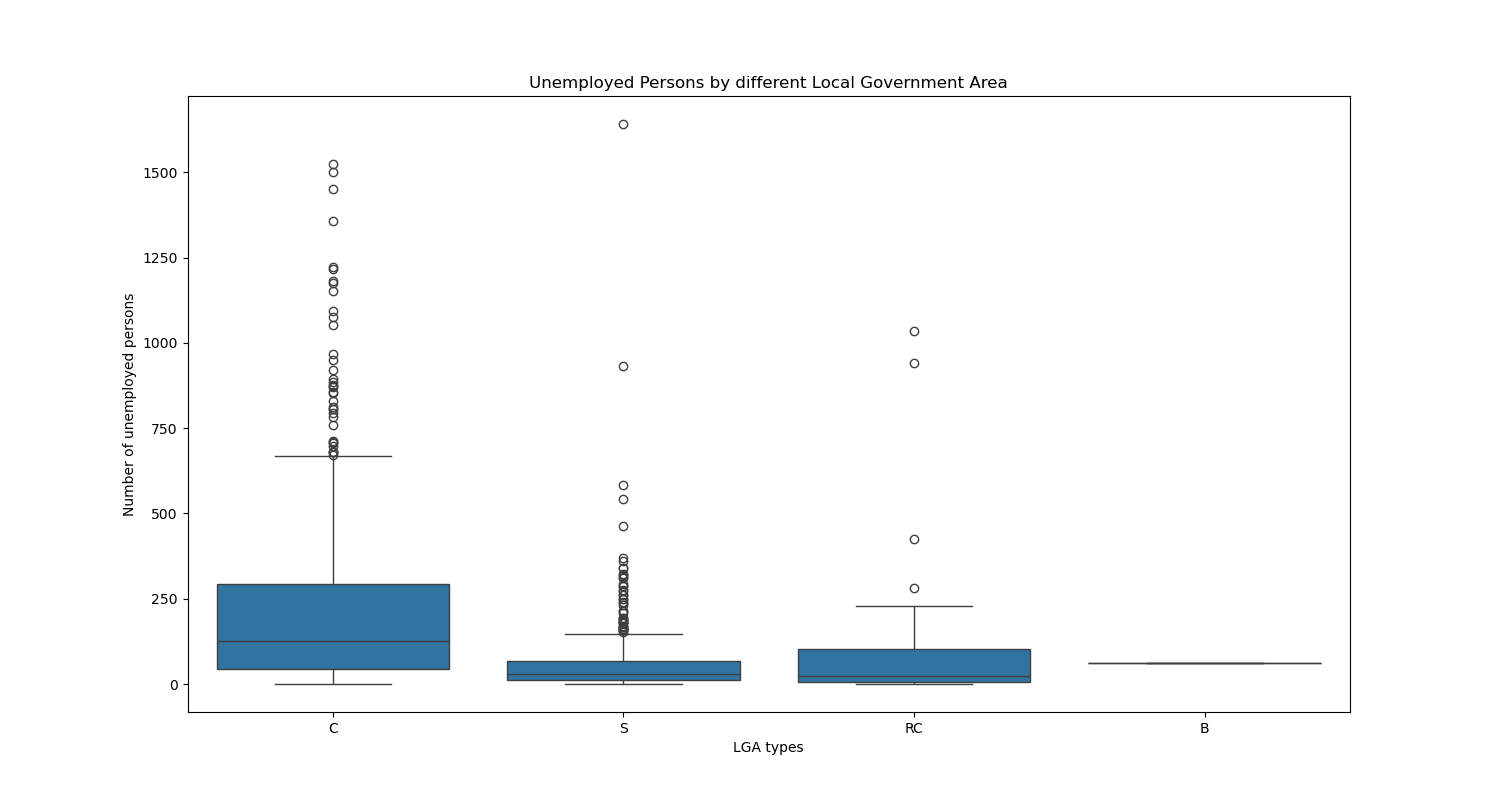 Unemployed Persons by different Local Government Area
Number of unemployed persons
1500
1250
1000
750
500
250
0
C
S
RC
B
LGA types